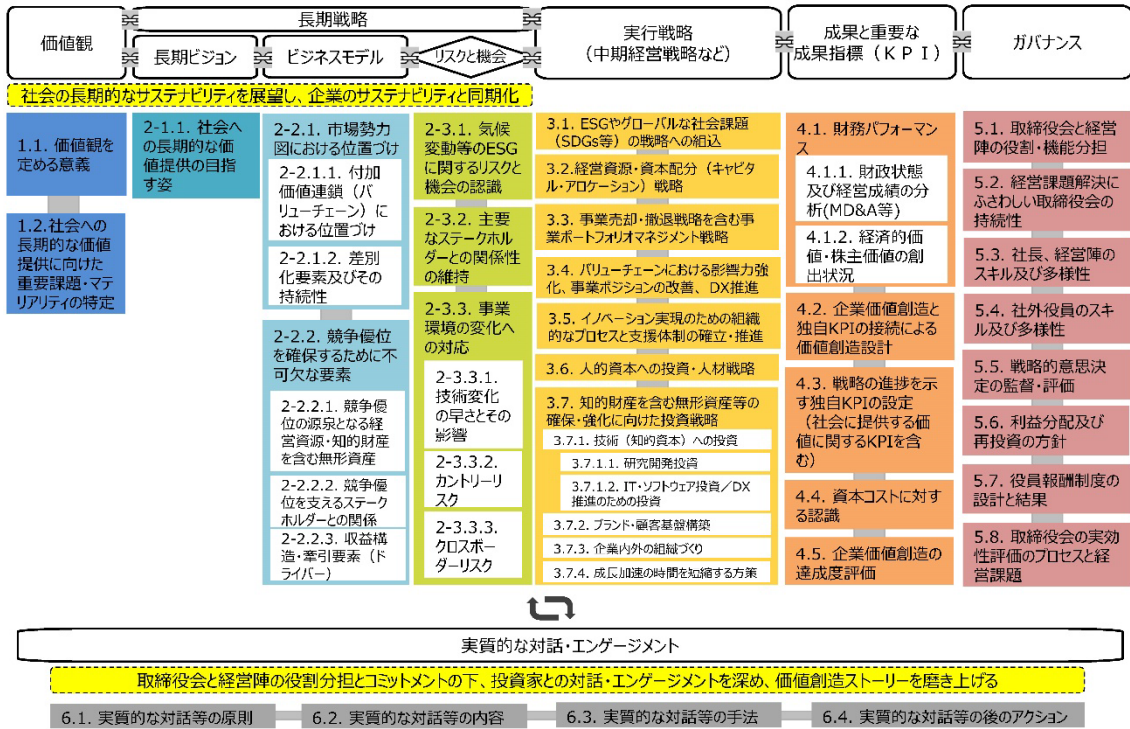 価値観
長期戦略
長期ビジョン
ビジネスモデル
リスクと機会
実行戦略
(中期経営戦略など)
成果と重要な
成果指標(KPI)
ガバナンス
社会の長期的なサステナビリティを展望し、企業のサステナビリティと同期化
1.1. 価値観を
定める意義
1.2.社会への
長期的な価値
提供に向けた
重要課題・マテ
リアリティの特定
2-1.1. 社会へ
の長期的な価
値提供の目指
す姿
2-2.1. 市場勢力
図における位置づけ
2-2.1.1. 付加
価値連鎖(バ
リューチェーン)に
おける位置づけ
2-2.1.2. 差別
化要素及びその
持続性
2-2.2. 競争優位
を確保するために不
可欠な要素
2-2.2.1. 競争優
位の源泉となる経
営資源・知的財産
を含む無形資産
2-2.2.2. 競争優
位を支えるステーク
ホルダーとの関係
2-2.2.3. 収益構
造・牽引要素(ド
ライバー)
2-3.1. 気候
変動等のESG
に関するリスクと
機会の認識
2-3.2. 主要
なステークホル
ダーとの関係性
の維持
2-3.3. 事業
環境の変化へ
の対応
2-3.3.1.
技術変化
の早さとその
影響
2-3.3.2.
カントリーリ
スク
2-3.3.3.
クロスボー
ダーリスク
3.1. ESGやグローバルな社会課題
(SDGs等)の戦略への組込
3.2.経営資源・資本配分(キャピタ
ル・アロケーション)戦略
3.3. 事業売却・撤退戦略を含む事
業ポートフォリオマネジメント戦略
3.4. バリューチェーンにおける影響力強
化、事業ポジションの改善、DX推進
3.5. イノベーション実現のための組織
的なプロセスと支援体制の確立・推進
3.6. 人的資本への投資・人材戦略
3.7. 知的財産を含む無形資産等の
確保・強化に向けた投資戦略
3.7.1. 技術(知的資本)への投資
3.7.1.1. 研究開発投資
3.7.1.2. IT・ソフトウェア投資/DX
推進のための投資
3.7.2. ブランド・顧客基盤構築
3.7.3. 企業内外の組織づくり
3.7.4. 成長加速の時間を短縮する方策
4.1. 財務パフォーマン
ス
4.1.1. 財政状態
及び経営成績の分
析(MD&A等)
4.1.2. 経済的価
値・株主価値の創
出状況
4.2. 企業価値創造と
独自KPIの接続による
価値創造設計
4.3. 戦略の進捗を示
す独自KPIの設定
(社会に提供する価
値に関するKPIを含
む)
4.4. 資本コストに対す
る認識
4.5. 企業価値創造の
達成度評価
5.1. 取締役会と経営
陣の役割・機能分担
5.2. 経営課題解決に
ふさわしい取締役会の
持続性
5.3. 社長、経営陣の
スキル及び多様性
5.4. 社外役員のスキ
ル及び多様性
5.5. 戦略的意思決
定の監督・評価
5.6. 利益分配及び
再投資の方針
5.7. 役員報酬制度の
設計と結果
5.8. 取締役会の実効
性評価のプロセスと経
営課題
実質的な対話・エンゲージメント
取締役会と経営陣の役割分担とコミットメントの下、投資家との対話・エンゲージメントを深め、価値創造ストーリーを磨き上げる
6.1. 実質的な対話等の原則
6.2. 実質的な対話等の内容
6.3. 実質的な対話等の手法
6.4. 実質的な対話等の後のアクション